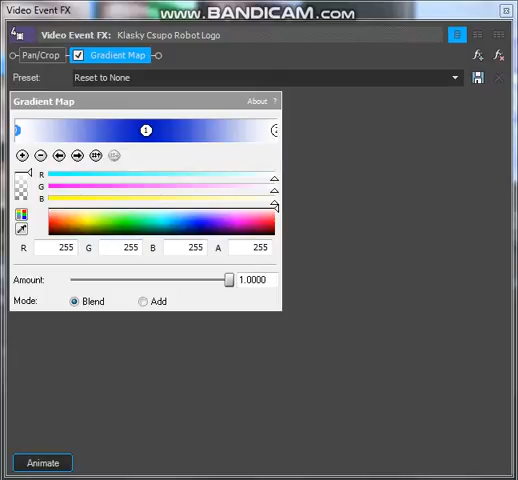 www.BANDICAM.com
Video Event FX
Video Event FX: Klasky Csupo Robot Logo
Pan/Crop Gradient Map
Preset: Reset to None
Gradient Map About ?
1 2
R
G
B
R 255 G 255 B 255 A 255
Amount: 1.0000
Mode: Blend Add
Animate